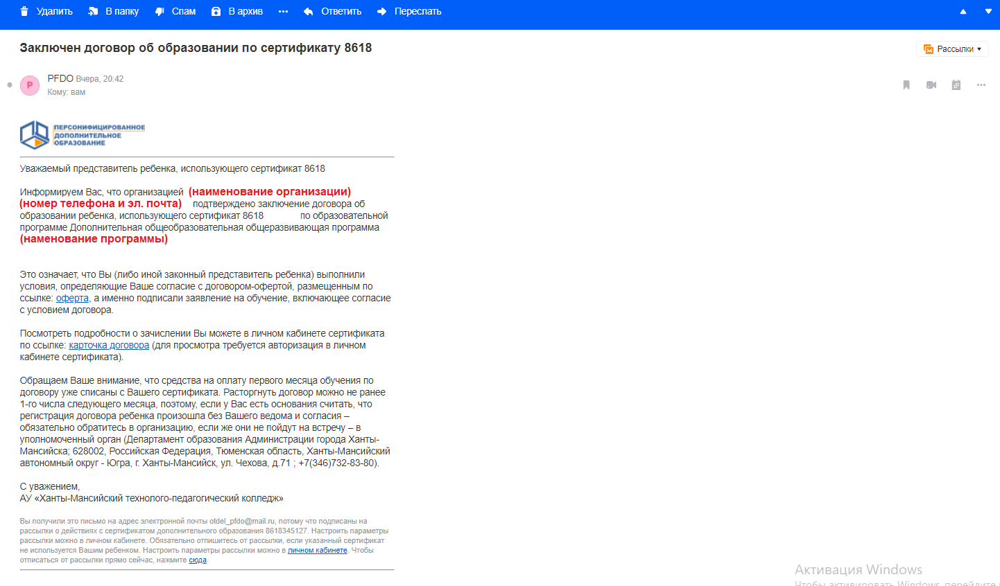 Удалить В папку Спам В архив Ответить Переслать
Заключен договор об образовании по сертификату 8618
Рассылки
P
PFDO Вчера, 20:42
Кому: вам
ПЕРСОНИФИЦИРОВАННОЕ
ДОПОЛНИТЕЛЬНОЕ
ОБРАЗОВАНИЕ
Уважаемый представитель ребенка, использующего сертификат 8618
Информируем Вас, что организацией (наименование организации)
(номер телефона и эл. почта) подтверждено заключение договора об
образовании ребенка, использующего сертификат 8618 по образовательной
программе Дополнительная общеобразовательная общеразвивающая программа
(наменование программы)
Это означает, что Вы (либо иной законный представитель ребенка) выполнили
условия, определяющие Ваше согласие с договором-офертой, размещенным по
ссылке: оферта, а именно подписали заявление на обучение, включающее согласие
с условием договора.
Посмотреть подробности о зачислении Вы можете в личном кабинете сертификата
по ссылке: карточка договора (для просмотра требуется авторизация в личном
кабинете сертификата).
Обращаем Ваше внимание, что средства на оплату первого месяца обучения по
договору уже списаны с Вашего сертификата. Расторгнуть договор можно не ранее
1-го числа следующего месяца, поэтому, если у Вас есть основания считать, что
регистрация договора ребенка произошла без Вашего ведома и согласия –
обязательно обратитесь в организацию, если же они не пойдут на встречу – в
уполномоченный орган (Департамент образования Администрации города Ханты-
Мансийска; 628002, Российская Федерация, Тюменская область, Ханты-Мансийский
автономный округ - Югра, г. Ханты-Мансийск, ул. Чехова, д.71 ; +7(346)732-83-80).
С уважением,
АУ «Ханты-Мансийский технолого-педагогический колледж»
Вы получили это письмо на адрес электронной почты otdel_pfdo@mail.ru, потому что подписаны на
рассылки о действиях с сертификатом дополнительного образования 8618345127. Настроить параметры
рассылки можно в личном кабинете. Обязательно отпишитесь от рассылки, если указанный сертификат
не используется Вашим ребенком. Настроить параметры рассылки можно в личном кабинете. Чтобы
отписаться от рассылки прямо сейчас, нажмите сюда.
Активация Windows
Чтобы активировать Windows, перейдите